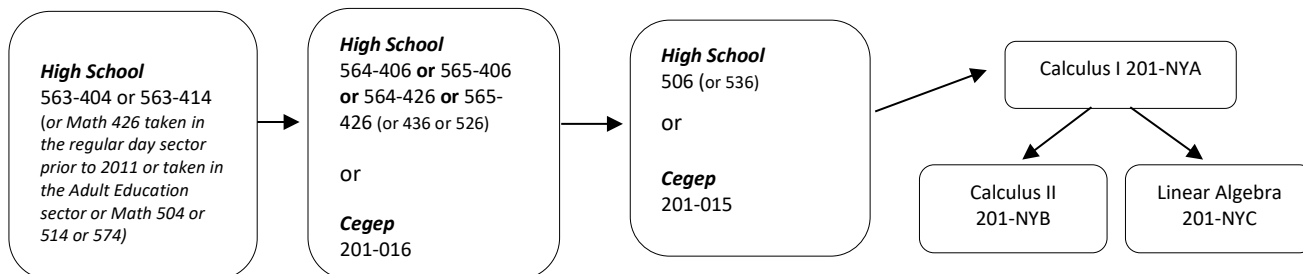 High School
563-404 or 563-414
(or Math 426 taken in
the regular day sector
prior to 2011 or taken in
the Adult Education
sector or Math 504 or
514 or 574)
High School
564-406 or 565-406
or 564-426 or 565-
426 (or 436 or 526)
or
Cegep
201-016
High School
506 (or 536)
or
Cegep
201-015
Calculus I 201-NYA
Calculus II
201-NYB
Linear Algebra
201-NYC